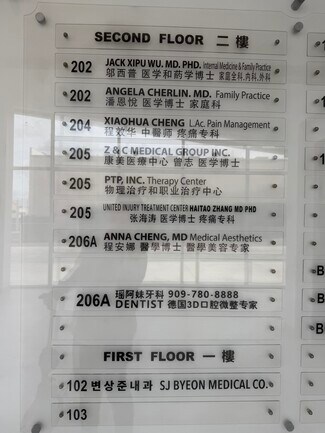 SECOND FLOOR 二樓
202 JACK XIPU WU. MD. PHD. Internal Medicine & Family Practice
邬西普 医学和药学博士 家庭全科.内科.外科
202 ANGELA CHERLIN. MD. Family Practice
潘恩悅 医学博士 家庭科
204 XIAOHUA CHENG L.Ac. Pain Management
程效华 中醫师 疼痛专科
205 Z & C MEDICAL GROUP INC.
康美医療中心 曾志 医学博士
205 PTP, INC. Therapy Center
物理治疗和职业治疗中心
205 UNITED INJURY TREATMENT CENTER HAITAO ZHANG MD PHD
张海涛 医学博士 疼痛专科
206A ANNA CHENG, MD Medical Aesthetics
程安娜 醫學博士 醫學美容专家
206A 瑶阿妹牙科 909-780-8888
DENTIST 德国3D口腔微整专家
FIRST FLOOR 一樓
102 변상준내과 SJ BYEON MEDICAL CO.
103